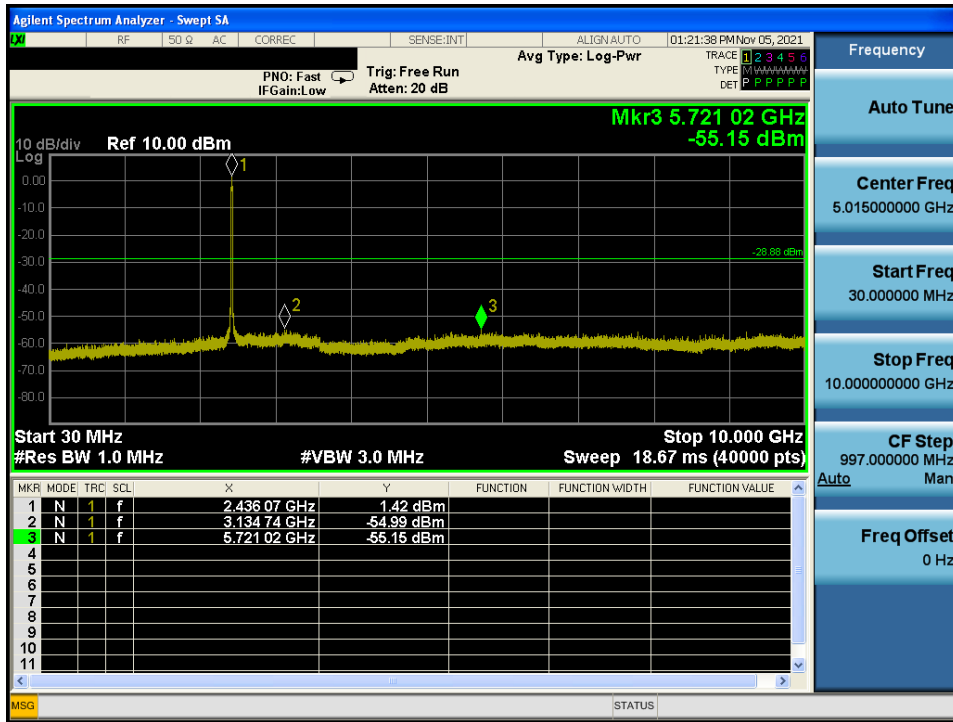 Agilent Spectrum Analyzer - Swept SA
LXI RF 50 Ω AC CORREC SENSE:INT ALIGN AUTO 01:21:38 PM Nov 05, 2021
Frequency
PNO: Fast
IFGain:Low
Trig: Free Run
Atten: 20 dB
Avg Type: Log-Pwr
TRACE 1 2 3 4 5 6
TYPE M WWWWW
DET P P P P P P
Mkr3 5.721 02 GHz
-55.15 dBm
10 dB/div Ref 10.00 dBm
Log
0.00
-10.0
-20.0
-30.0
-40.0
-50.0
-60.0
-70.0
-80.0
1
2
3
-28.88 dBm
Start 30 MHz Stop 10.000 GHz
#Res BW 1.0 MHz #VBW 3.0 MHz Sweep 18.67 ms (40000 pts)
MKR MODE TRC SCL X Y FUNCTION FUNCTION WIDTH FUNCTION VALUE
1 N 1 f 2.436 07 GHz 1.42 dBm
2 N 1 f 3.134 74 GHz -54.99 dBm
3 N 1 f 5.721 02 GHz -55.15 dBm
4
5
6
7
8
9
10
11
MSG STATUS
Auto Tune
Center Freq
5.015000000 GHz
Start Freq
30.000000 MHz
Stop Freq
10.000000000 GHz
CF Step
997.000000 MHz
Auto Man
Freq Offset
0 Hz